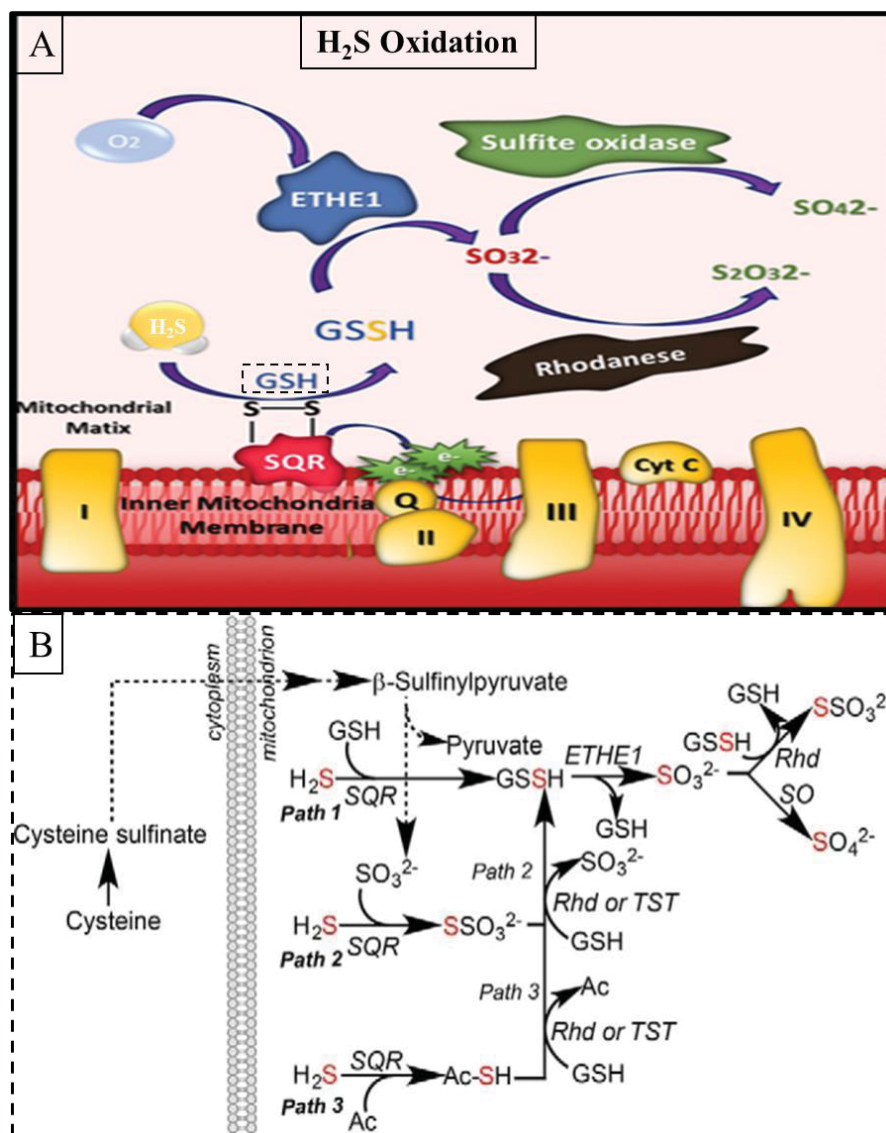 A
H₂S Oxidation
O₂
Sulfite oxidase
ETHE1
SO₄2-
SO₃2-
S₂O₃2-
H₂S
GSSH
Rhodanese
GSH
Mitochondrial
Matix
S S
SQR
e-
e-
Cyt C
I
Inner Mitochondria
Membrane
Q
II
III
IV
B
cytoplasm
mitochondrion
β-Sulfinylpyruvate
GSH
SSO₃²⁻
GSH
Pyruvate
ETHE1
GSSH
Rhd
H₂S
SQR
GSSH
SO₃²⁻
Path 1
GSH
SO
SO₄²⁻
Cysteine sulfinate
SO₃²⁻
Path 2
SO₃²⁻
Rhd or TST
Cysteine
H₂S
SQR
SSO₃²⁻
GSH
Path 2
Path 3
Ac
Rhd or TST
H₂S
SQR
Ac-SH
GSH
Path 3
Ac